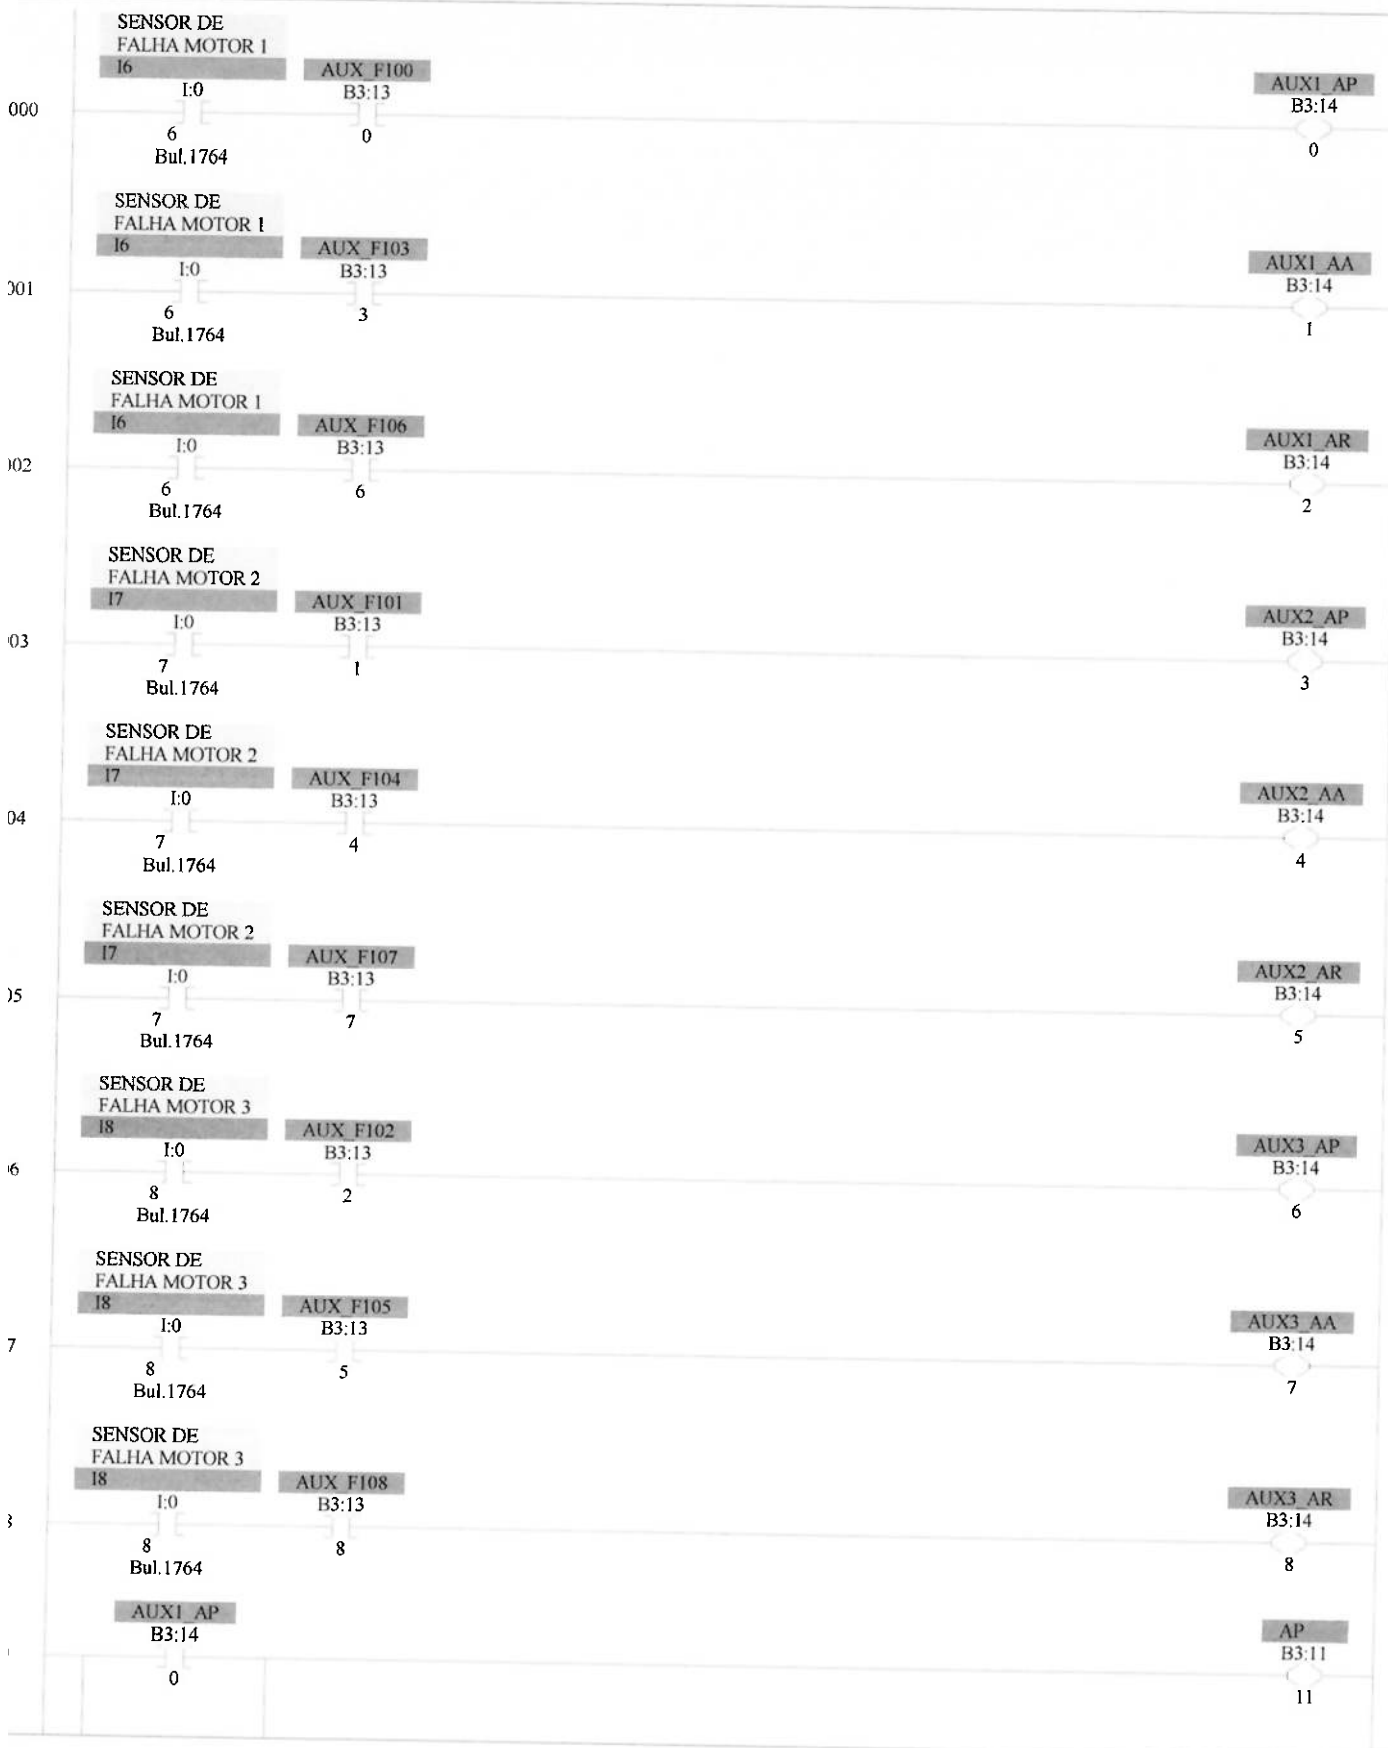 SENSOR DE
FALHA MOTOR 1
I6
I:0
AUX_F100
B3:13
AUX1_AP
B3:14
000
6
0
0
Bul.1764
SENSOR DE
FALHA MOTOR 1
I6
I:0
AUX_F103
B3:13
AUX1_AA
B3:14
001
6
3
1
Bul.1764
SENSOR DE
FALHA MOTOR 1
I6
I:0
AUX_F106
B3:13
AUX1_AR
B3:14
002
6
6
2
Bul.1764
SENSOR DE
FALHA MOTOR 2
I7
I:0
AUX_F101
B3:13
AUX2_AP
B3:14
03
7
1
3
Bul.1764
SENSOR DE
FALHA MOTOR 2
I7
I:0
AUX_F104
B3:13
AUX2_AA
B3:14
04
7
4
4
Bul.1764
SENSOR DE
FALHA MOTOR 2
I7
I:0
AUX_F107
B3:13
AUX2_AR
B3:14
05
7
7
5
Bul.1764
SENSOR DE
FALHA MOTOR 3
I8
I:0
AUX_F102
B3:13
AUX3_AP
B3:14
6
8
2
6
Bul.1764
SENSOR DE
FALHA MOTOR 3
I8
I:0
AUX_F105
B3:13
AUX3_AA
B3:14
7
8
5
7
Bul.1764
SENSOR DE
FALHA MOTOR 3
I8
I:0
AUX_F108
B3:13
AUX3_AR
B3:14
8
8
8
Bul.1764
AUX1_AP
B3:14
0
AP
B3:11
11